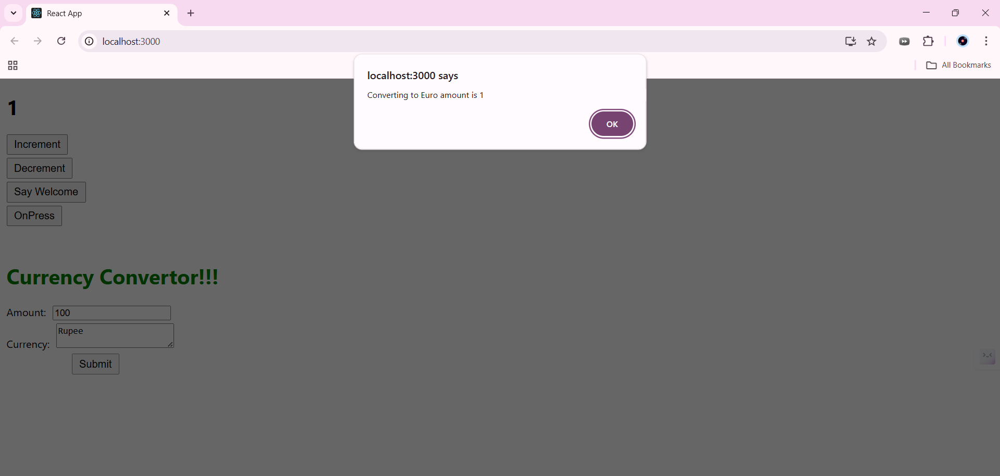 React App
localhost:3000
All Bookmarks
localhost:3000 says
Converting to Euro amount is 1
OK
1
Increment
Decrement
Say Welcome
OnPress
Currency Convertor!!!
Amount: 100
Currency: Rupee
Submit